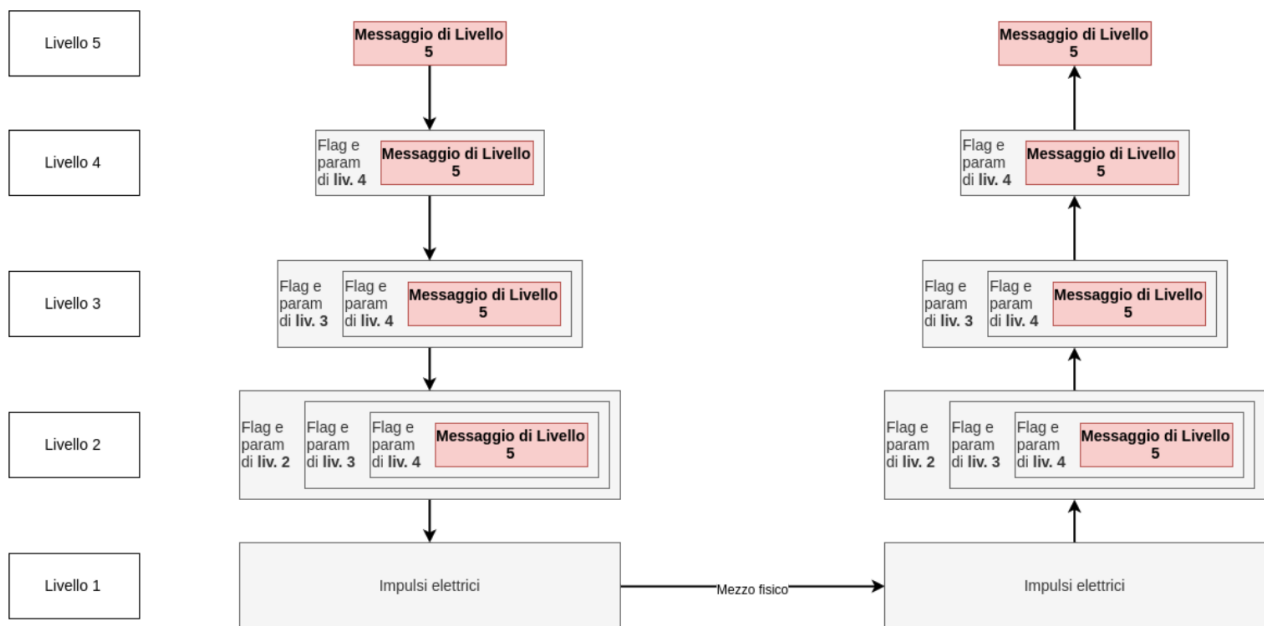 Livello 5
Messaggio di Livello
5
Messaggio di Livello
5
Livello 4
Flag e
param
di liv. 4
Messaggio di Livello
5
Flag e
param
di liv. 4
Messaggio di Livello
5
Livello 3
Flag e
param
di liv. 3
Flag e
param
di liv. 4
Messaggio di Livello
5
Flag e
param
di liv. 3
Flag e
param
di liv. 4
Messaggio di Livello
5
Livello 2
Flag e
param
di liv. 2
Flag e
param
di liv. 3
Flag e
param
di liv. 4
Messaggio di Livello
5
Flag e
param
di liv. 2
Flag e
param
di liv. 3
Flag e
param
di liv. 4
Messaggio di Livello
5
Livello 1
Impulsi elettrici
Mezzo fisico
Impulsi elettrici